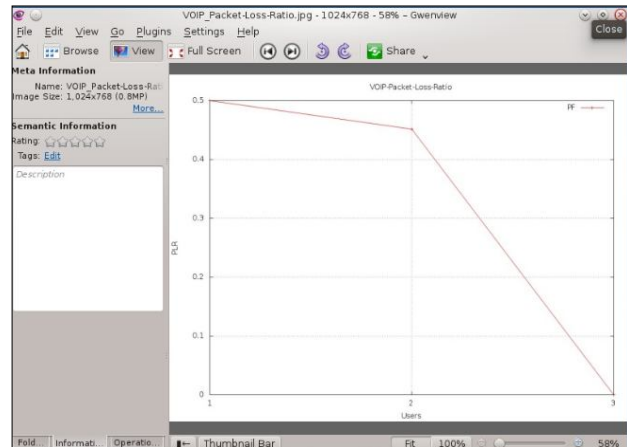 VOIP_Packet-Loss-Ratio.jpg - 1024x768 - 58% – Gwenview
File Edit View Go Plugins Settings Help
Close
Browse View Full Screen Share
Meta Information
Name: VOIP_Packet-Loss-Rati
Image Size: 1,024x768 (0.8MP)
More...
Semantic Information
Rating:
Tags: Edit
Description
VOIP-Packet-Loss-Ratio
PF
0.5
0.4
0.3
PLR
0.2
0.1
0
1 2 3
Users
Fold... Informati... Operatio... Thumbnail Bar Fit 100% 58%